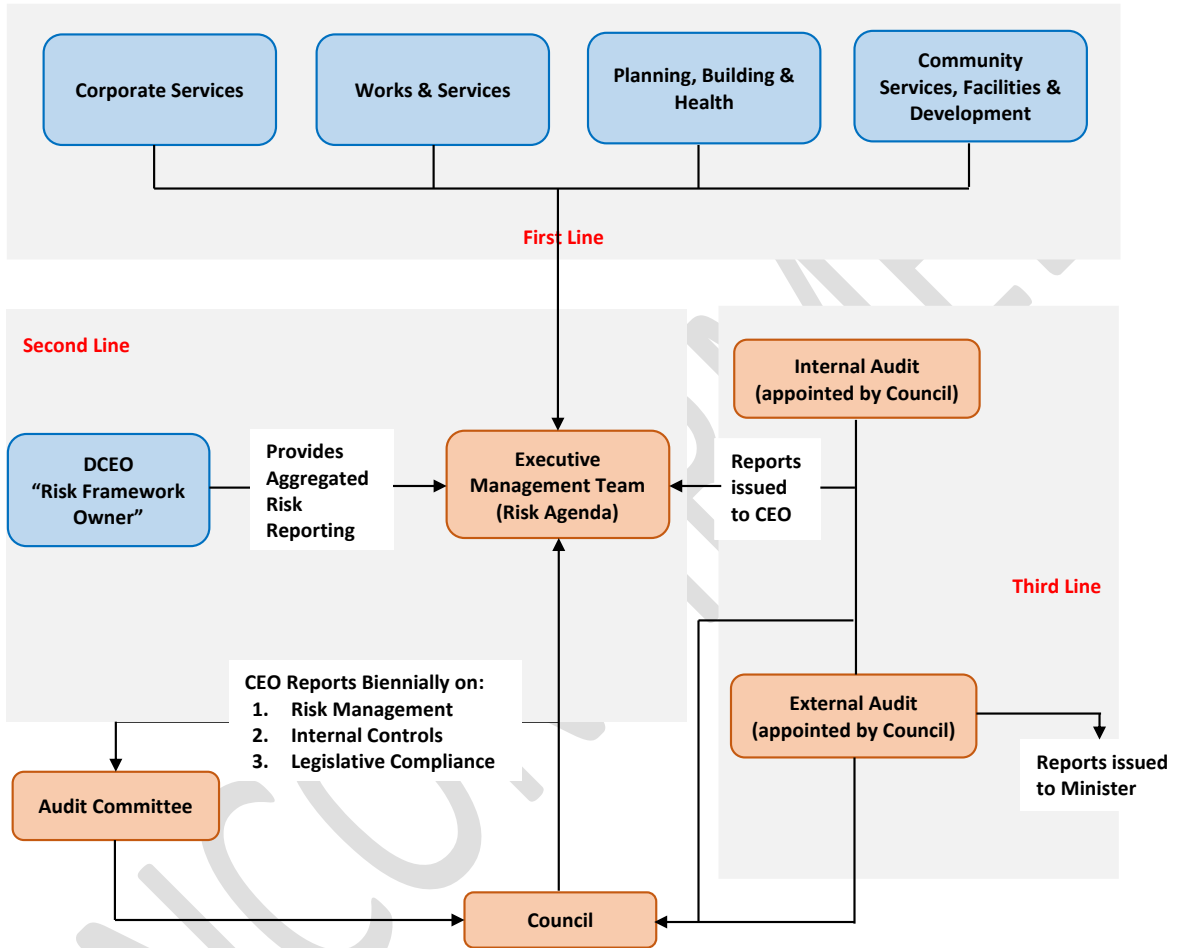 Corporate Services
Works & Services
Planning, Building &
Health
Community
Services, Facilities &
Development
First Line
Second Line
Internal Audit
(appointed by Council)
DCEO
“Risk Framework
Owner”
Provides
Aggregated
Risk
Reporting
Executive
Management Team
(Risk Agenda)
Reports
issued
to CEO
Third Line
CEO Reports Biennially on:
1. Risk Management
2. Internal Controls
3. Legislative Compliance
External Audit
(appointed by Council)
Reports issued
to Minister
Audit Committee
Council